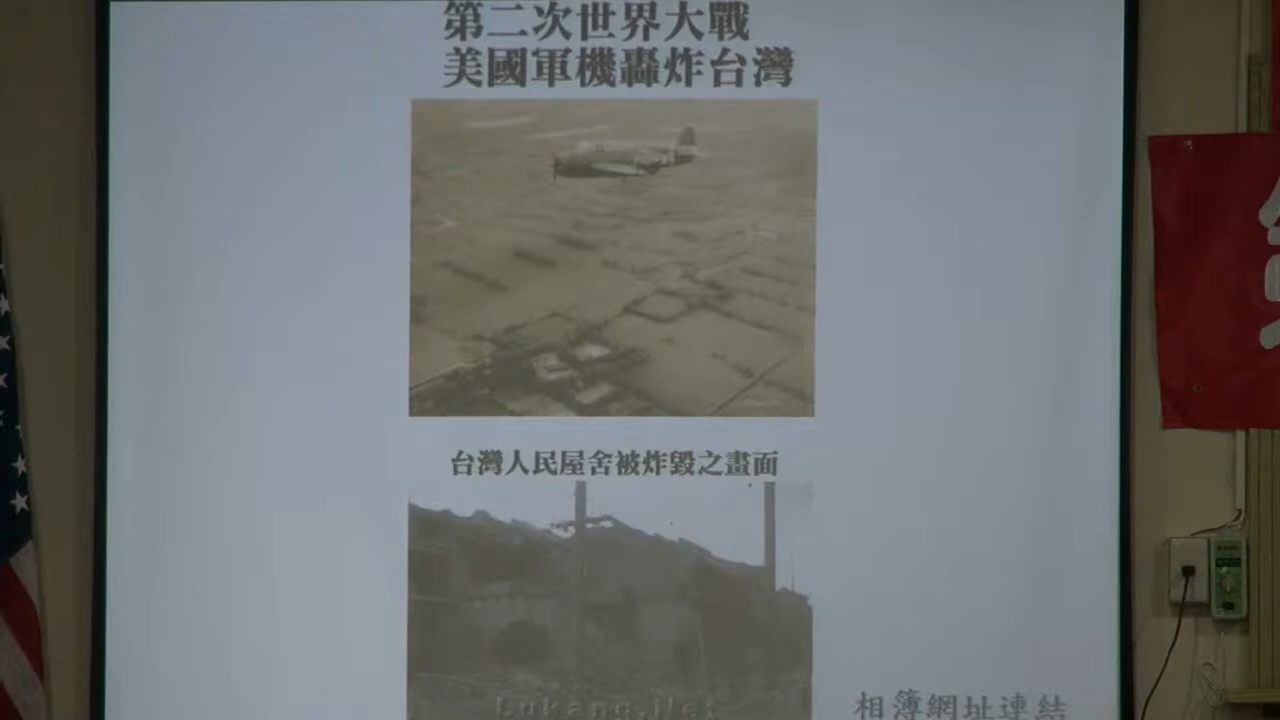 第二次世界大戰
美國軍機轟炸台灣
台灣人民屋舍被炸毀之畫面
Lukang.Net
相簿網址連結